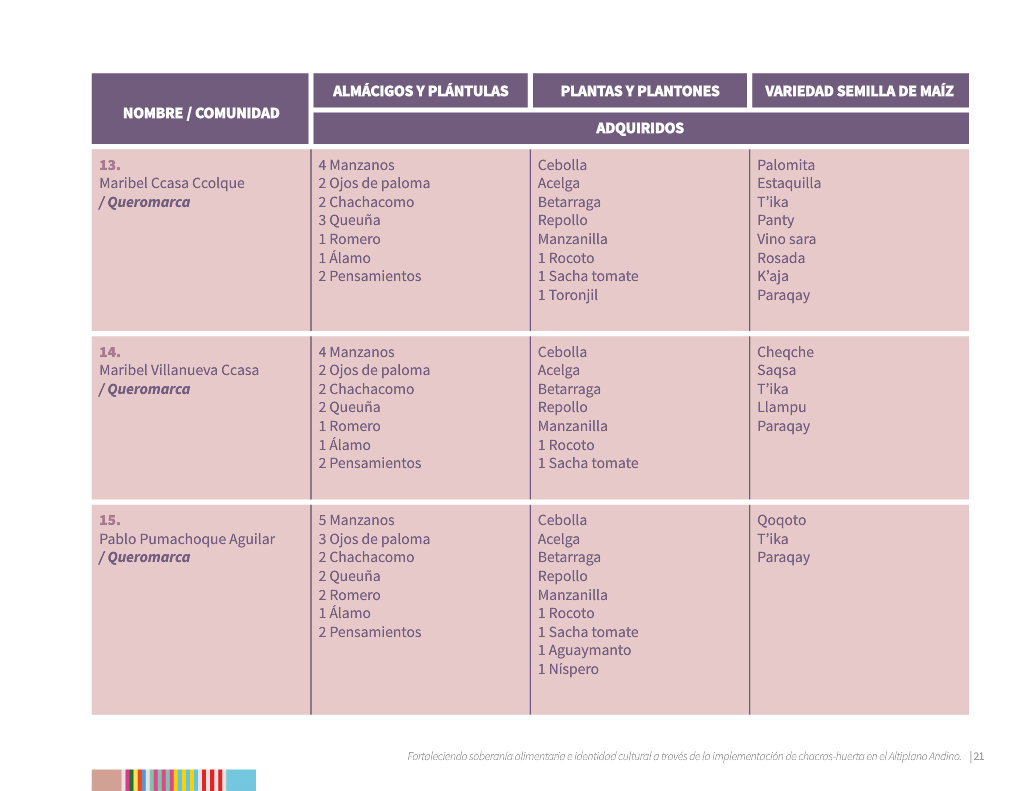 NOMBRE / COMUNIDAD
ALMÁCIGOS Y PLÁNTULAS
PLANTAS Y PLANTONES
VARIEDAD SEMILLA DE MAÍZ
ADQUIRIDOS
13.
Maribel Ccasa Ccolque
/ Queromarca
4 Manzanos
2 Ojos de paloma
2 Chachacomo
3 Queuña
1 Romero
1 Álamo
2 Pensamientos
Cebolla
Acelga
Betarraga
Repollo
Manzanilla
1 Rocoto
1 Sacha tomate
1 Toronjil
Palomita
Estaquilla
T’ika
Panty
Vino sara
Rosada
K’aja
Paraqay
14.
Maribel Villanueva Ccasa
/ Queromarca
4 Manzanos
2 Ojos de paloma
2 Chachacomo
2 Queuña
1 Romero
1 Álamo
2 Pensamientos
Cebolla
Acelga
Betarraga
Repollo
Manzanilla
1 Rocoto
1 Sacha tomate
Cheqche
Saqsa
T’ika
Llampu
Paraqay
15.
Pablo Pumachoque Aguilar
/ Queromarca
5 Manzanos
3 Ojos de paloma
2 Chachacomo
2 Queuña
2 Romero
1 Álamo
2 Pensamientos
Cebolla
Acelga
Betarraga
Repollo
Manzanilla
1 Rocoto
1 Sacha tomate
1 Aguaymanto
1 Níspero
Qoqoto
T’ika
Paraqay
Fortaleciendo soberanía alimentaria e identidad cultural a través de la implementación de chacras-huerta en el Altiplano Andino. | 21